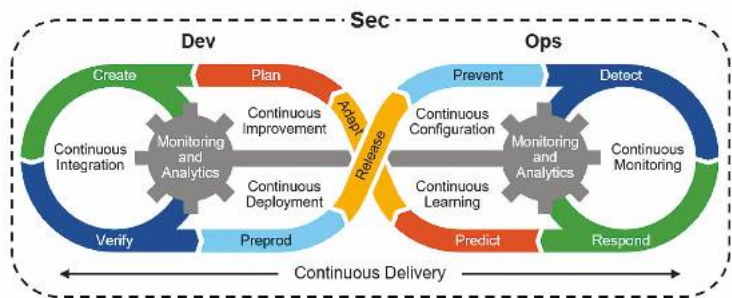 Sec
Dev
Ops
Create
Plan
Prevent
Detect
Adapt
Release
Continuous
Integration
Monitoring
and
Analytics
Continuous
Improvement
Continuous
Deployment
Continuous
Configuration
Continuous
Learning
Monitoring
and
Analytics
Continuous
Monitoring
Verify
Preprod
Predict
Respond
Continuous Delivery